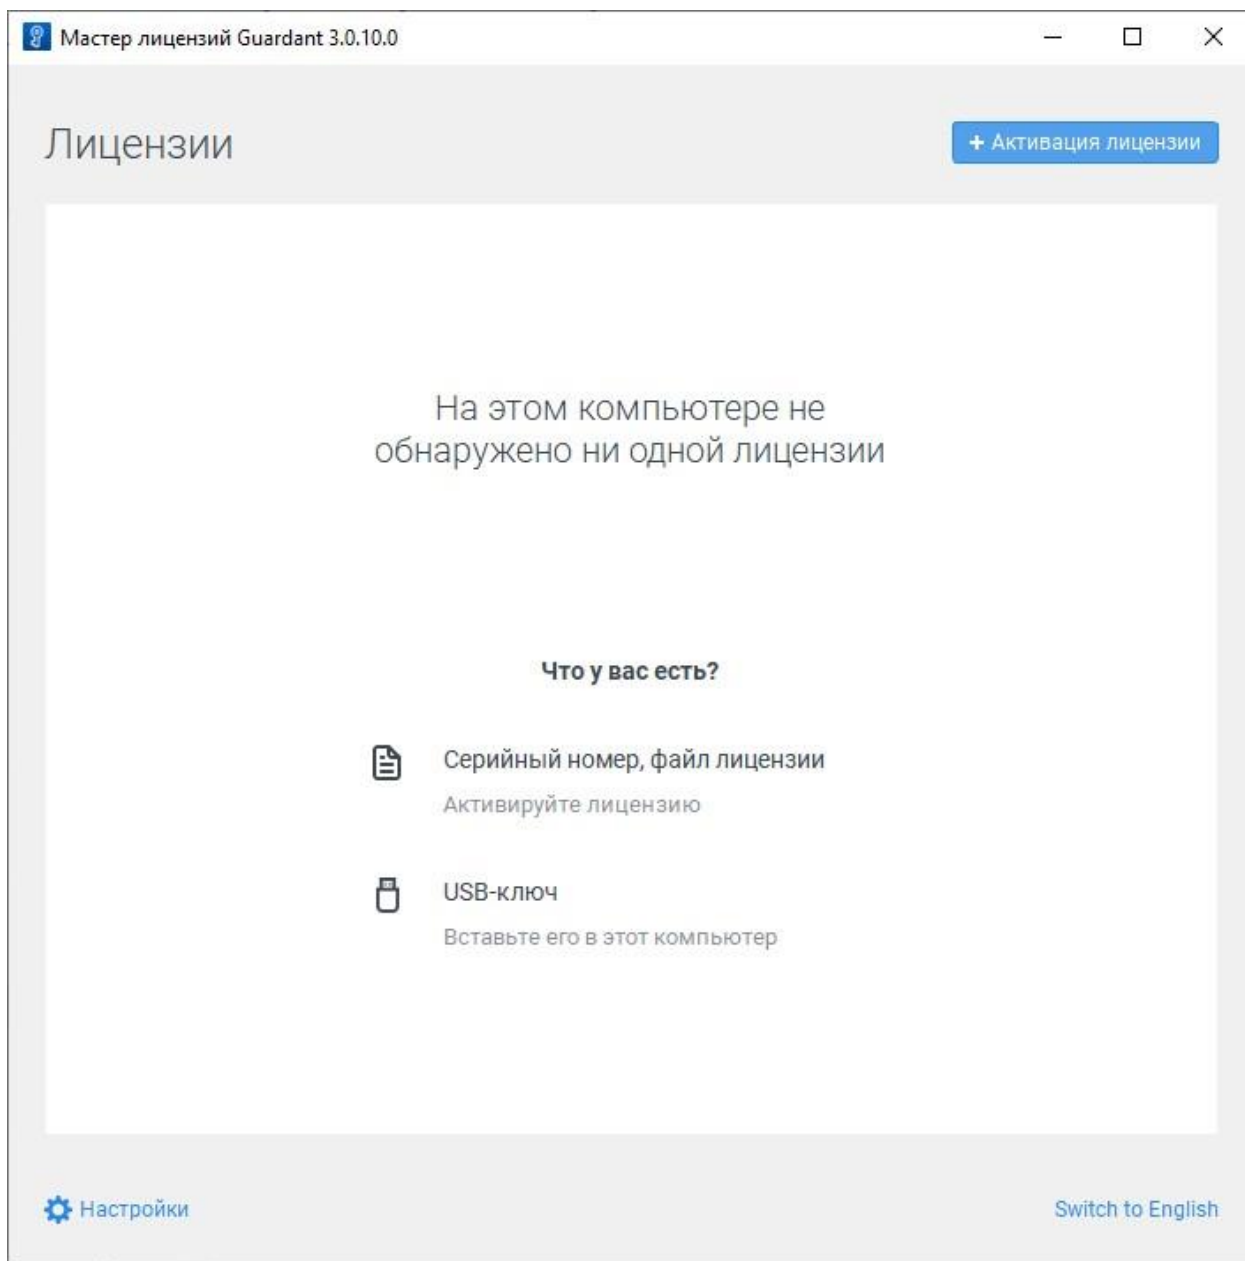 Мастер лицензий Guardant 3.0.10.0
Лицензии
+ Активация лицензии
На этом компьютере не
обнаружено ни одной лицензии
Что у вас есть?
Серийный номер, файл лицензии
Активируйте лицензию
USB-ключ
Вставьте его в этот компьютер
Настройки
Switch to English